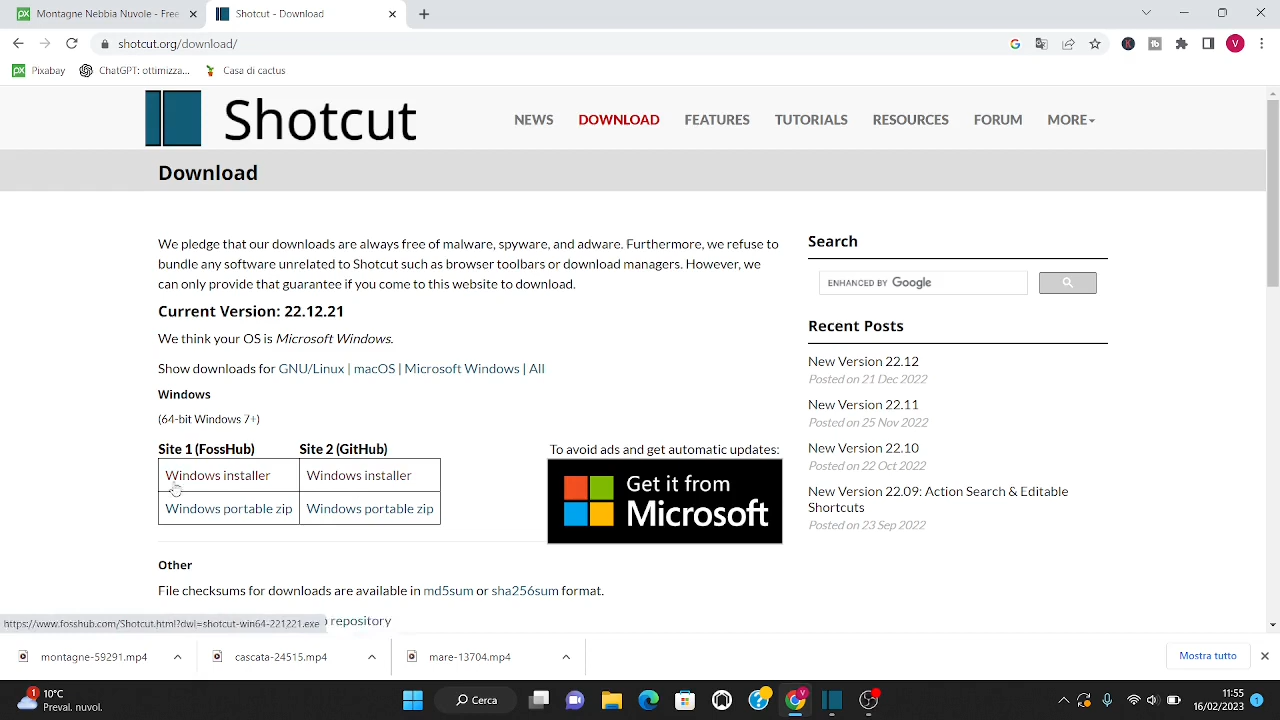 Montagne Nebbia Nuvolo - Free
Shotcut - Download
shotcut.org/download/
Pixabay
ChatGPT: ottimizza...
Casa di cactus
Shotcut
NEWS
DOWNLOAD
FEATURES
TUTORIALS
RESOURCES
FORUM
MORE
Download
We pledge that our downloads are always free of malware, spyware, and adware. Furthermore, we refuse to
bundle any software unrelated to Shotcut such as browser toolbars or download managers. However, we
can only provide that guarantee if you come to this website to download.
Current Version: 22.12.21
We think your OS is Microsoft Windows.
Show downloads for GNU/Linux | macOS | Microsoft Windows | All
Windows
(64-bit Windows 7+)
Site 1 (FossHub) Site 2 (GitHub)
Windows installer Windows installer
Windows portable zip Windows portable zip
To avoid ads and get automatic updates:
Get it from
Microsoft
Other
File checksums for downloads are available in md5sum or sha256sum format.
repository
Search
ENHANCED BY Google
Recent Posts
New Version 22.12
Posted on 21 Dec 2022
New Version 22.11
Posted on 25 Nov 2022
New Version 22.10
Posted on 22 Oct 2022
New Version 22.09: Action Search & Editable
Shortcuts
Posted on 23 Sep 2022
https://www.fosshub.com/Shotcut.html?dwl=shotcut-win64-221221.exe
montagne-59291.mp4
cascata-24515.mp4
mare-13704.mp4
Mostra tutto
1
10°C
Preval. nuvol.
Cerca
11:55
16/02/2023
1